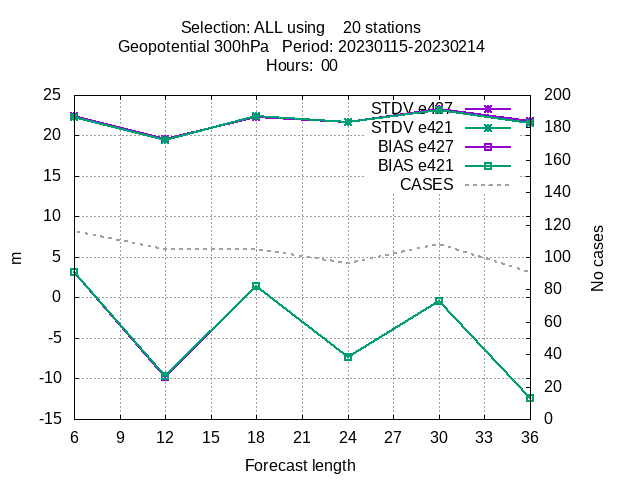 Selection: ALL using    20 stations
Geopotential 300hPa   Period: 20230115-20230214
Hours:  00
STDV e427
STDV e421
BIAS e427
BIAS e421
CASES
25
20
15
10
5
0
-5
-10
-15
m
200
180
160
140
120
100
80
60
40
20
0
No cases
6 9 12 15 18 21 24 27 30 33 36
Forecast length